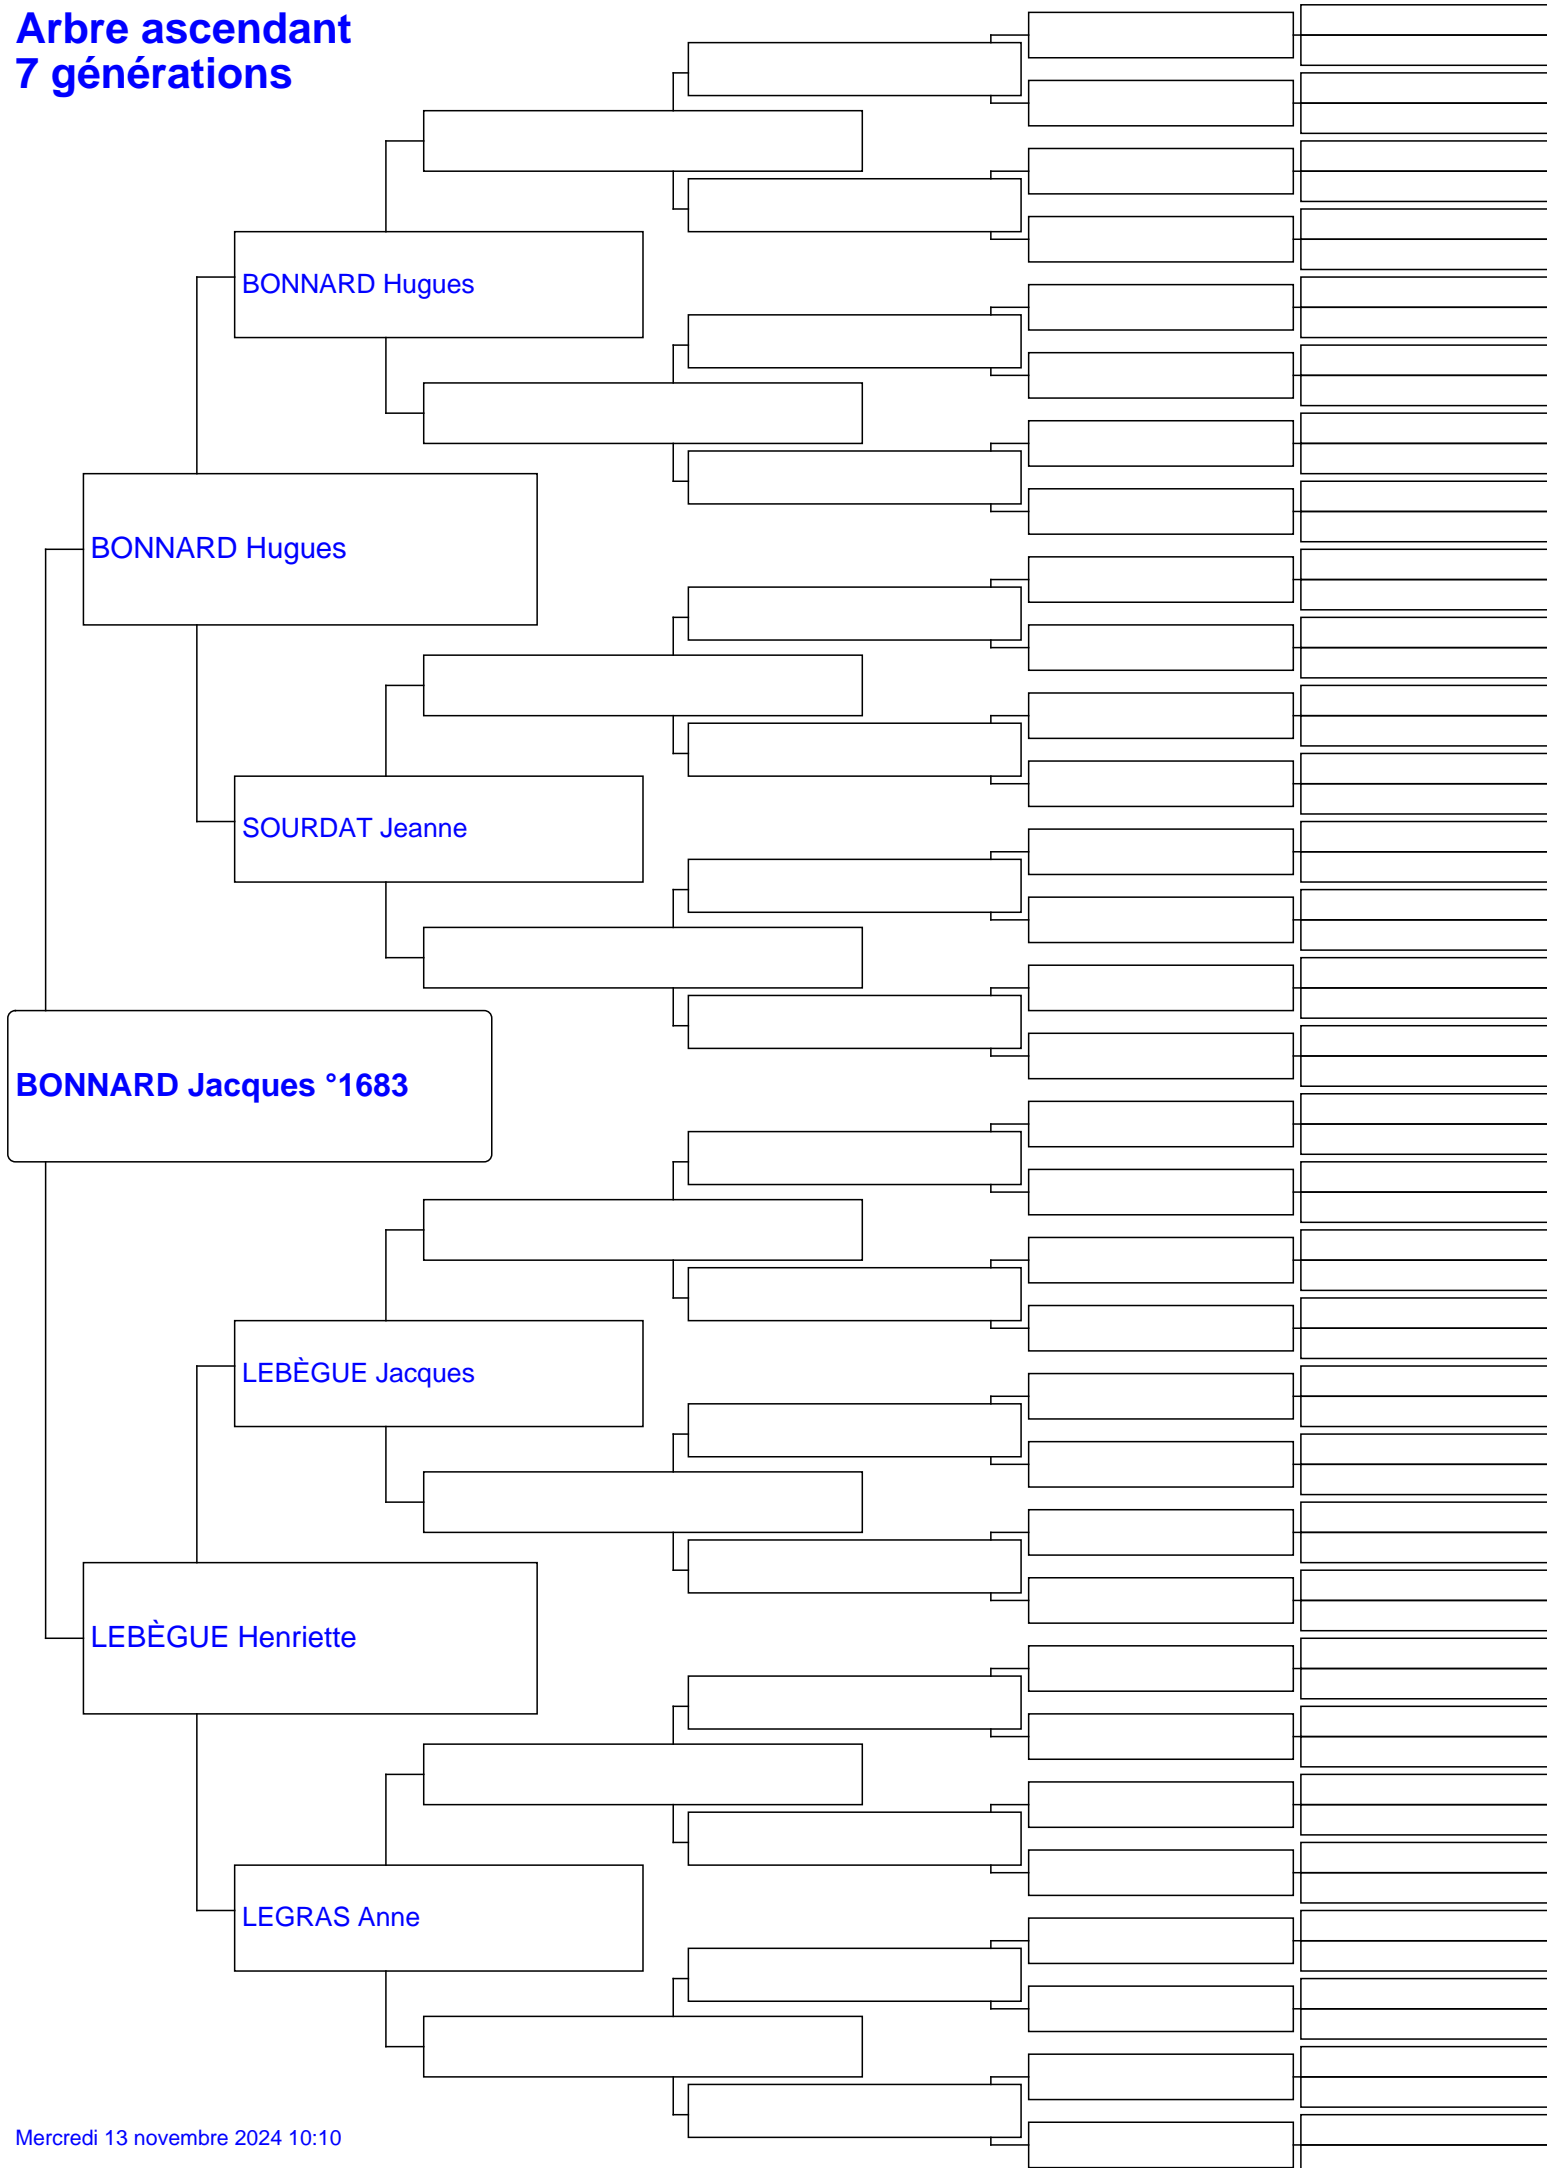 Arbre ascendant
7 générations
BONNARD Hugues
BONNARD Hugues
SOURDAT Jeanne
BONNARD Jacques °1683
LEBÈGUE Jacques
LEBÈGUE Henriette
LEGRAS Anne
Mercredi 13 novembre 2024 10:10